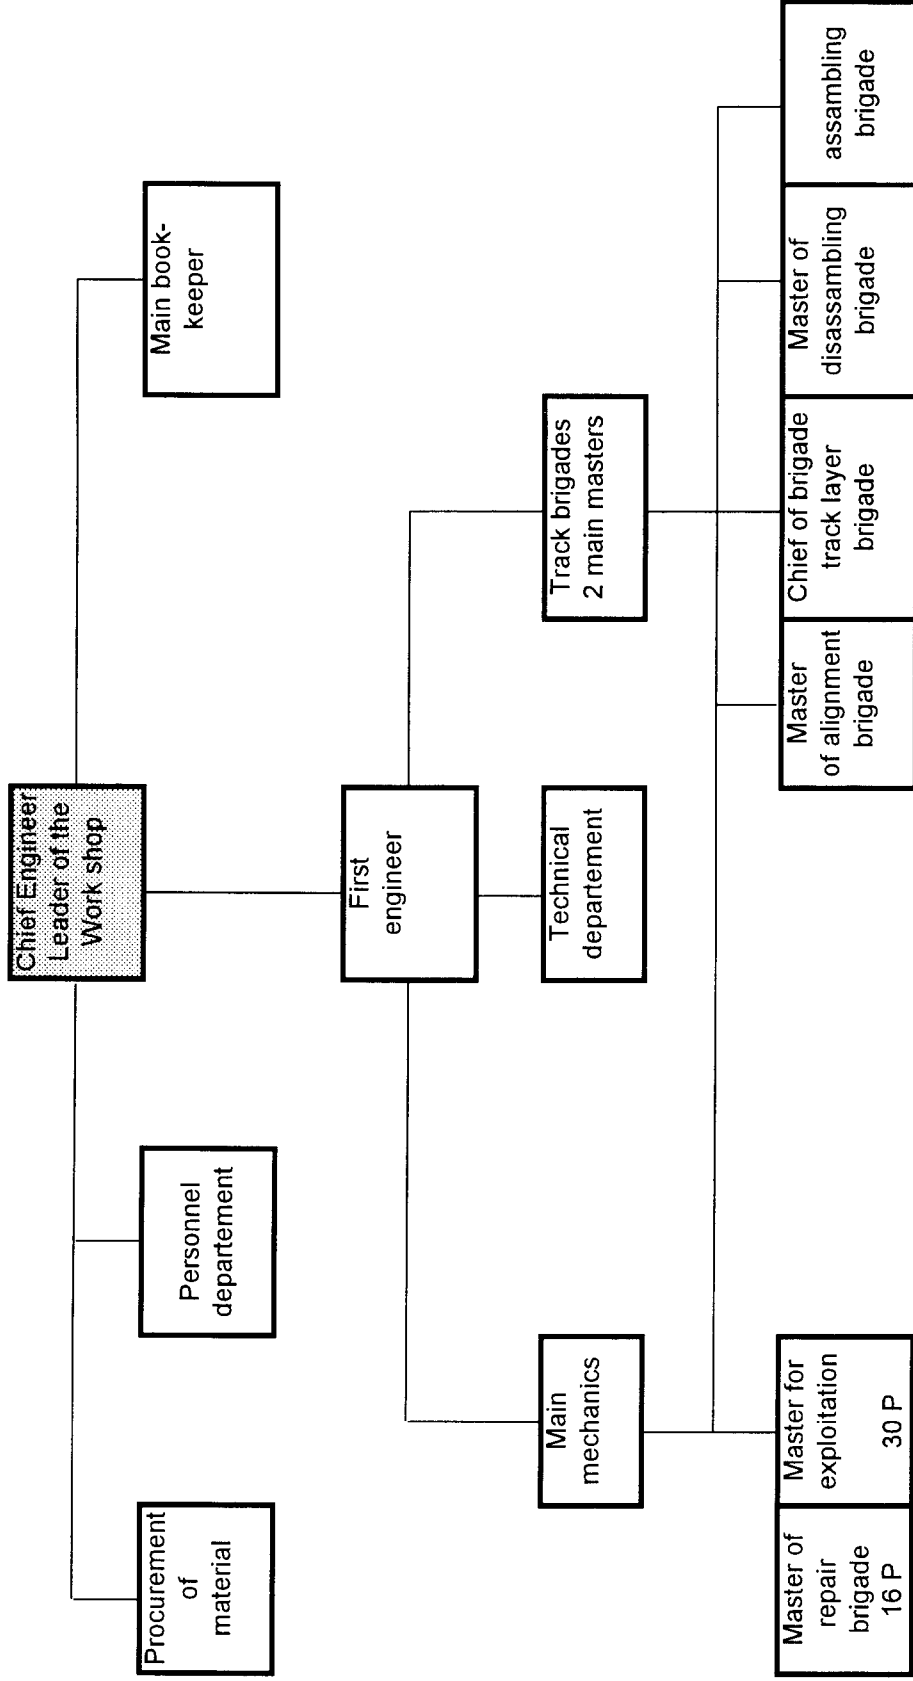 Chief Engineer
Leader of the
Work shop
Procurement
of
material
Personnel
departement
Main book-
keeper
First
engineer
Main
mechanics
Technical
departement
Track brigades
2 main masters
Master of
repair
brigade
16 P
Master for
exploitation
30 P
Master
of alignment
brigade
Chief of brigade
track layer
brigade
Master of
disassambling
brigade
assambling
brigade